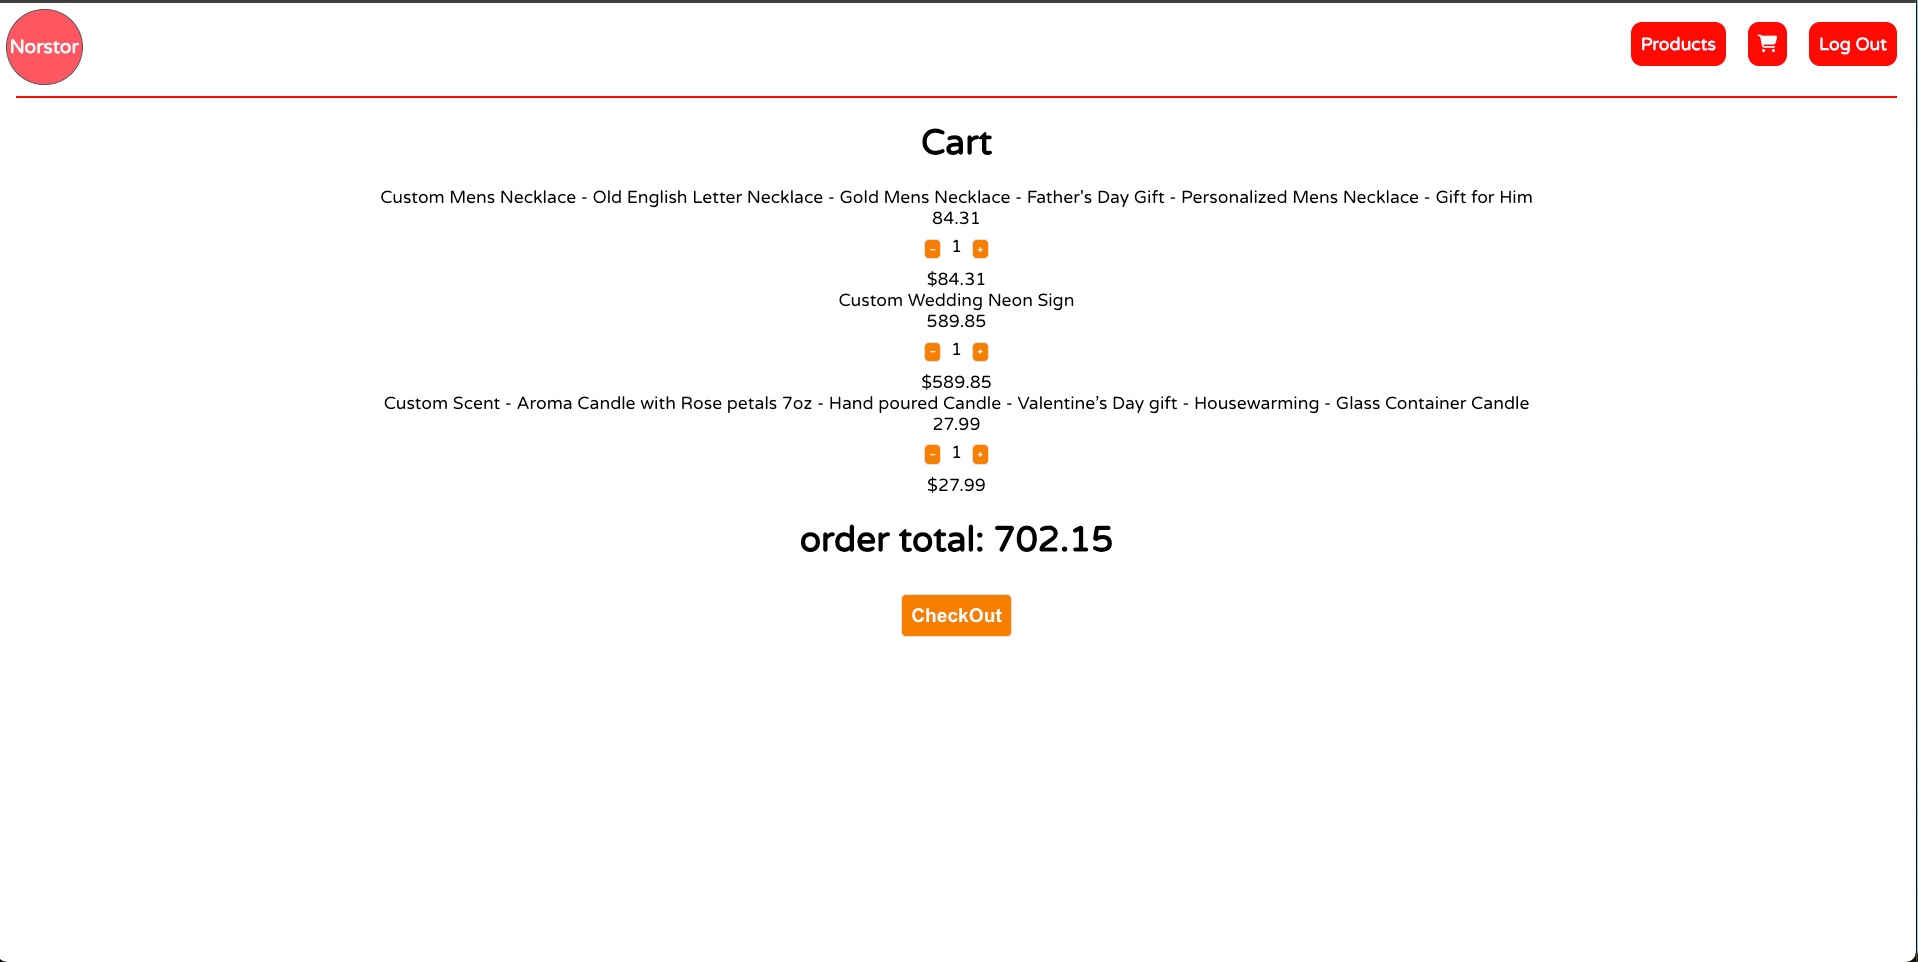 Norstor
Products
Log Out
Cart
Custom Mens Necklace - Old English Letter Necklace - Gold Mens Necklace - Father's Day Gift - Personalized Mens Necklace - Gift for Him
84.31
- 1 +
$84.31
Custom Wedding Neon Sign
589.85
- 1 +
$589.85
Custom Scent - Aroma Candle with Rose petals 7oz - Hand poured Candle - Valentine’s Day gift - Housewarming - Glass Container Candle
27.99
- 1 +
$27.99
order total: 702.15
CheckOut